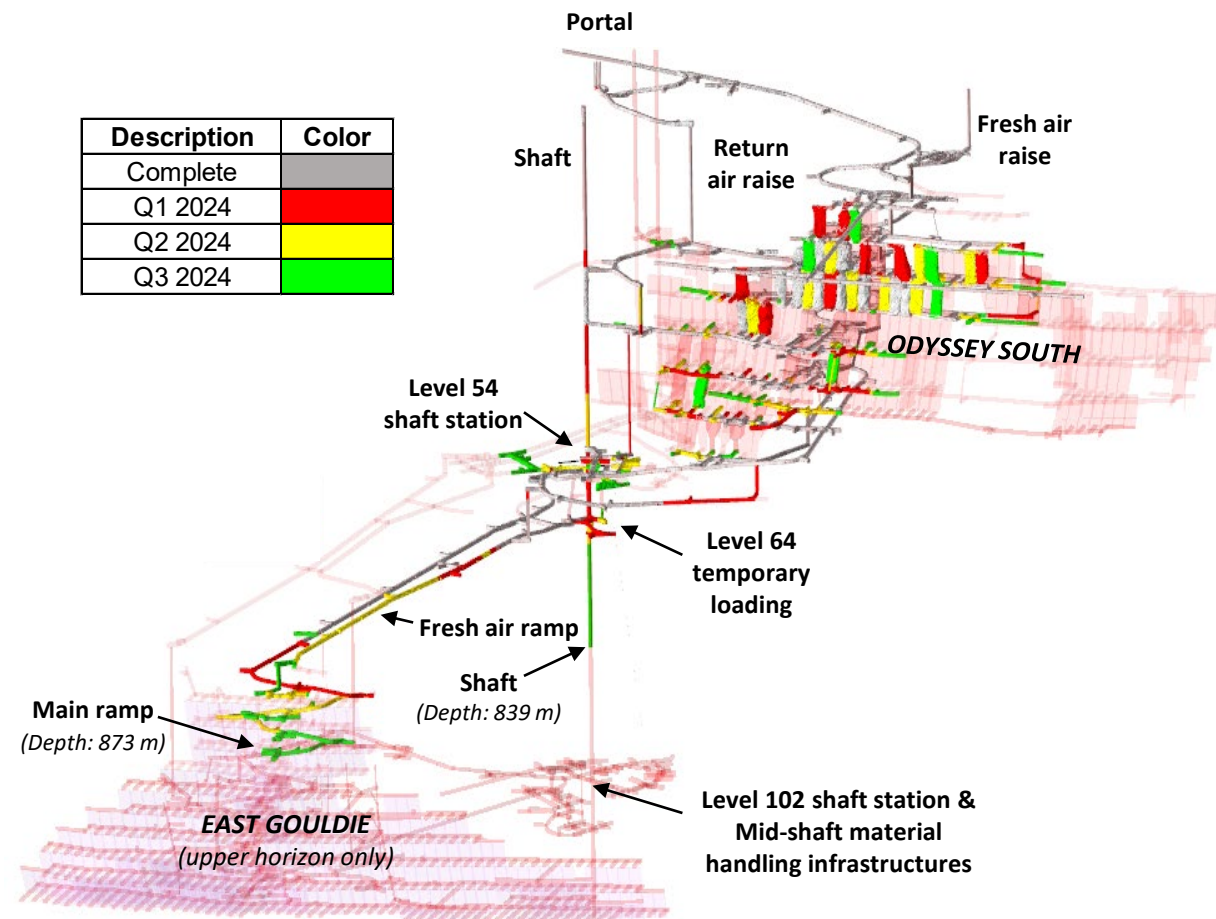 Portal
Description Color
Complete
Q1 2024
Q2 2024
Q3 2024
Shaft
Return
air raise
Fresh air
raise
ODYSSEY SOUTH
Level 54
shaft station
Level 64
temporary
loading
Fresh air ramp
Shaft
(Depth: 839 m)
Main ramp
(Depth: 873 m)
Level 102 shaft station &
Mid-shaft material
handling infrastructures
EAST GOULDIE
(upper horizon only)